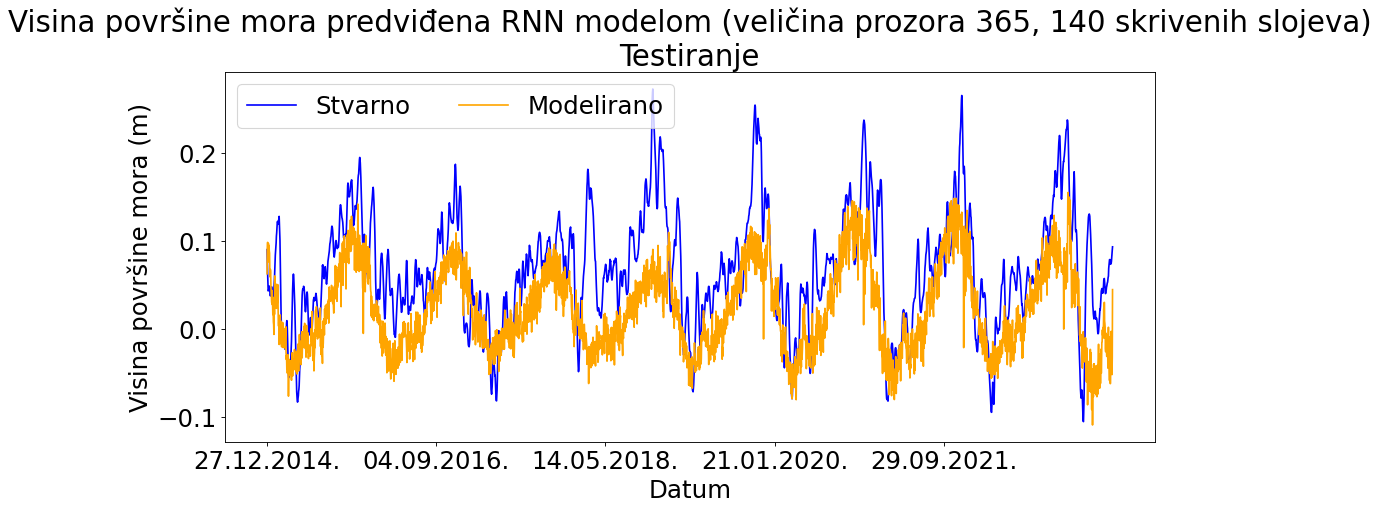 Visina površine mora predviđena RNN modelom (veličina prozora 365, 140 skrivenih slojeva)
Testiranje
Stvarno
Modelirano
Visina površine mora (m)
0.2
0.1
0.0
−0.1
27.12.2014.
04.09.2016.
14.05.2018.
21.01.2020.
29.09.2021.
Datum